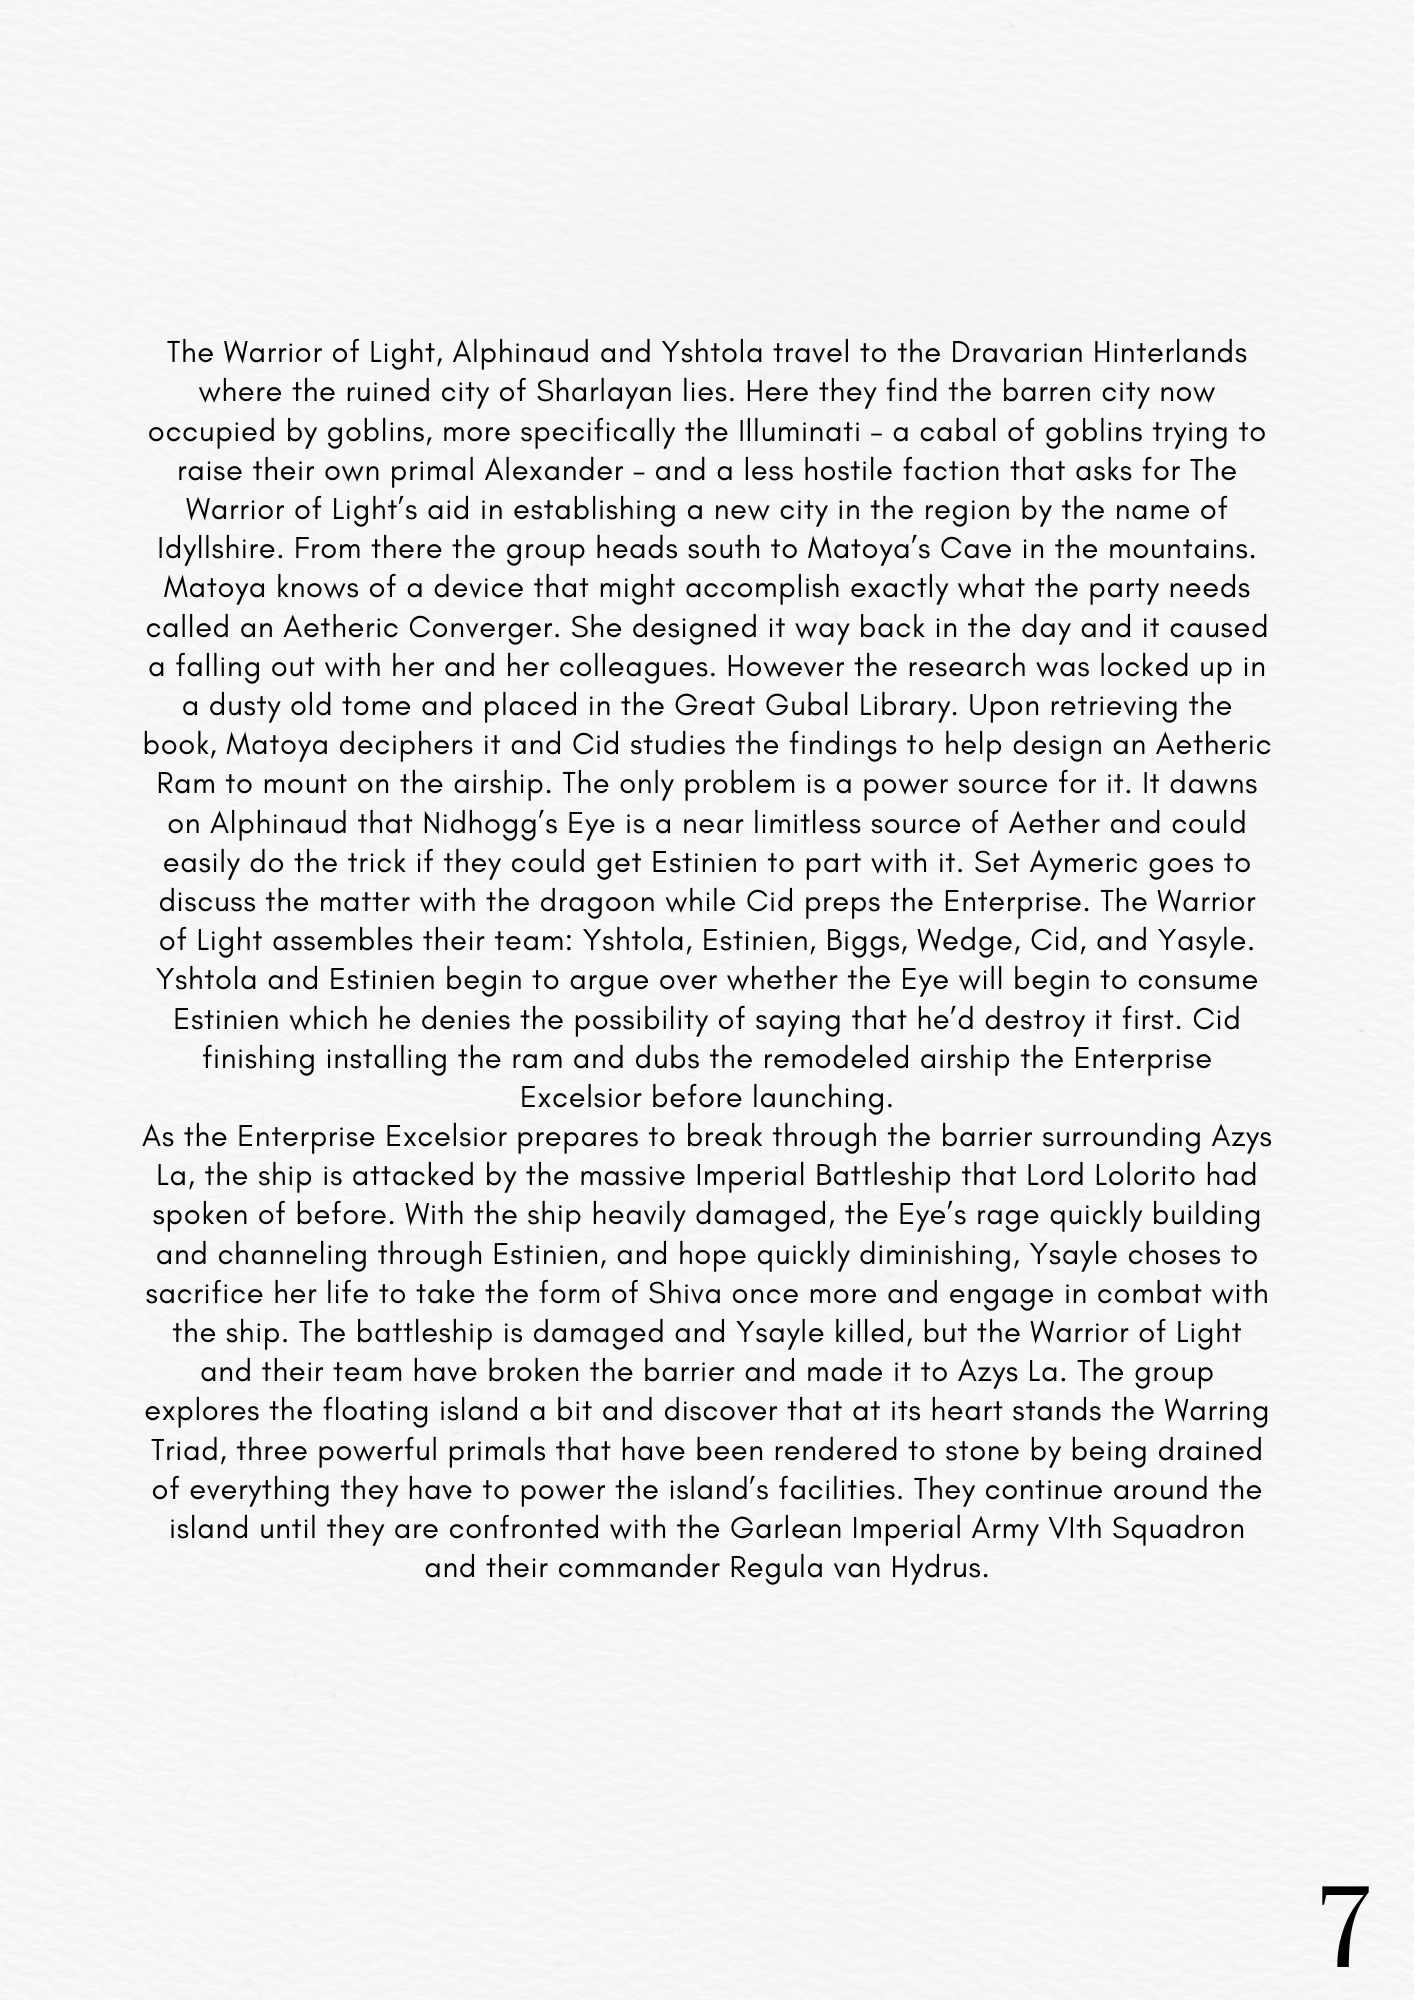 The Warrior of Light, Alphinaud and Yshtola travel to the Dravarian Hinterlands
where the ruined city of Sharlayan lies. Here they find the barren city now
occupied by goblins, more specifically the Illuminati – a cabal of goblins trying to
raise their own primal Alexander – and a less hostile faction that asks for The
Warrior of Light’s aid in establishing a new city in the region by the name of
Idyllshire. From there the group heads south to Matoya’s Cave in the mountains.
Matoya knows of a device that might accomplish exactly what the party needs
called an Aetheric Converger. She designed it way back in the day and it caused
a falling out with her and her colleagues. However the research was locked up in
a dusty old tome and placed in the Great Gubal Library. Upon retrieving the
book, Matoya deciphers it and Cid studies the findings to help design an Aetheric
Ram to mount on the airship. The only problem is a power source for it. It dawns
on Alphinaud that Nidhogg’s Eye is a near limitless source of Aether and could
easily do the trick if they could get Estinien to part with it. Set Aymeric goes to
discuss the matter with the dragoon while Cid preps the Enterprise. The Warrior
of Light assembles their team: Yshtola, Estinien, Biggs, Wedge, Cid, and Yasyle.
Yshtola and Estinien begin to argue over whether the Eye will begin to consume
Estinien which he denies the possibility of saying that he’d destroy it first. Cid
finishing installing the ram and dubs the remodeled airship the Enterprise
Excelsior before launching.
As the Enterprise Excelsior prepares to break through the barrier surrounding Azys
La, the ship is attacked by the massive Imperial Battleship that Lord Lolorito had
spoken of before. With the ship heavily damaged, the Eye’s rage quickly building
and channeling through Estinien, and hope quickly diminishing, Ysayle choses to
sacrifice her life to take the form of Shiva once more and engage in combat with
the ship. The battleship is damaged and Ysayle killed, but the Warrior of Light
and their team have broken the barrier and made it to Azys La. The group
explores the floating island a bit and discover that at its heart stands the Warring
Triad, three powerful primals that have been rendered to stone by being drained
of everything they have to power the island’s facilities. They continue around the
island until they are confronted with the Garlean Imperial Army VIth Squadron
and their commander Regula van Hydrus.
7